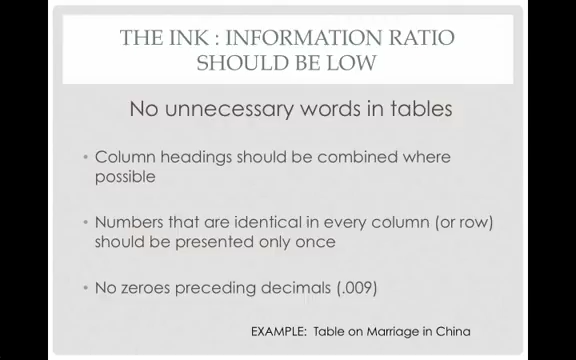 THE INK : INFORMATION RATIO
SHOULD BE LOW
No unnecessary words in tables
• Column headings should be combined where
possible
• Numbers that are identical in every column (or row)
should be presented only once
• No zeroes preceding decimals (.009)
EXAMPLE: Table on Marriage in China